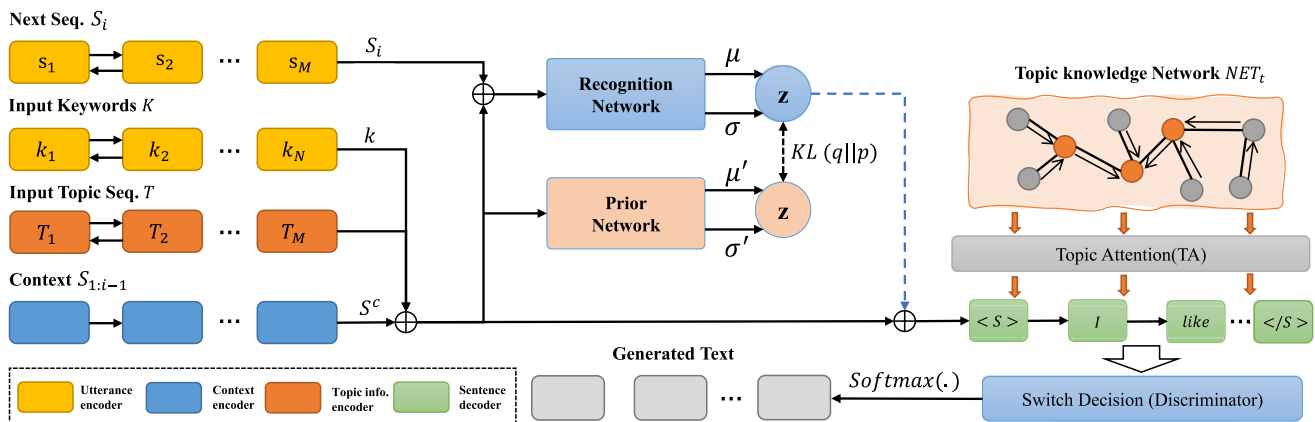 Next Seq. S_i
s_1 s_2 ... s_M S_i
Input Keywords K
k_1 k_2 ... k_N k
Input Topic Seq. T
T_1 T_2 ... T_M
Context S_{1:i−1}
... S^c
Recognition
Network
μ
σ
z
KL (q||p)
Prior
Network
μ′
σ′
z
Topic knowledge Network NET_t
Topic Attention(TA)
< S > I like ... </S >
Switch Decision (Discriminator)
Softmax(.)
Generated Text
...
Utterance
encoder
Context
encoder
Topic info.
encoder
Sentence
decoder